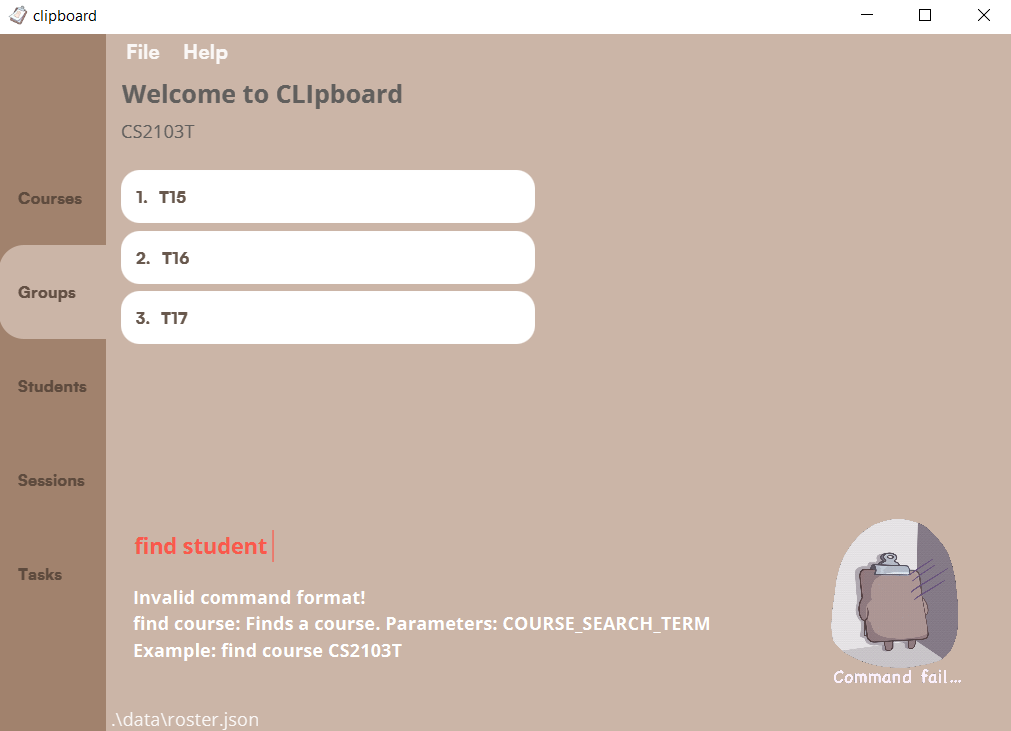 clipboard
File Help
Welcome to CLIpboard
CS2103T
Courses
Groups
Students
Sessions
Tasks
1. T15
2. T16
3. T17
find student
Invalid command format!
find course: Finds a course. Parameters: COURSE_SEARCH_TERM
Example: find course CS2103T
Command fail...
.\data\roster.json